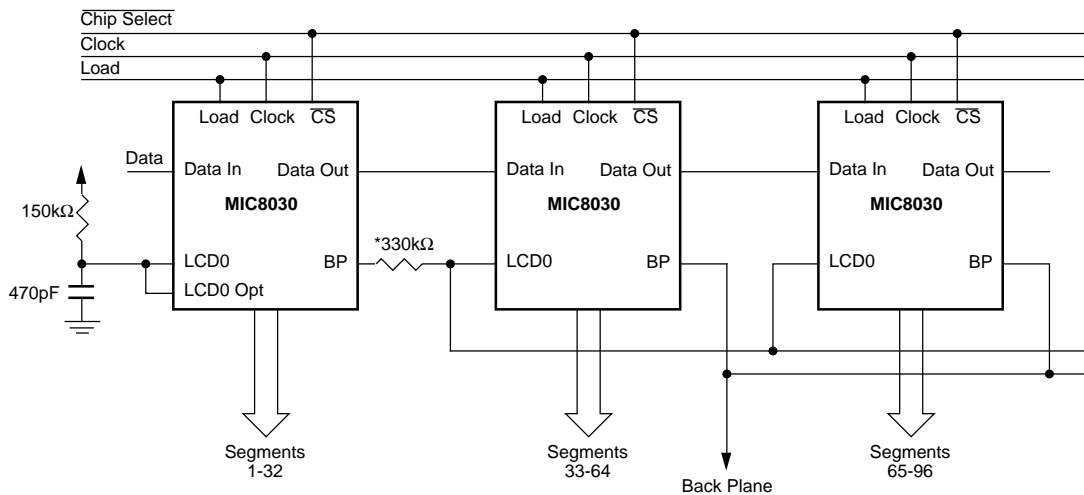 Chip Select
Clock
Load
Load Clock CS
Load Clock CS
Load Clock CS
Data
Data In Data Out
Data In Data Out
Data In Data Out
MIC8030
MIC8030
MIC8030
150kΩ
*330kΩ
LCD0 BP
LCD0 BP
LCD0 BP
LCD0 Opt
470pF
Segments
1-32
Segments
33-64
Segments
65-96
Back Plane